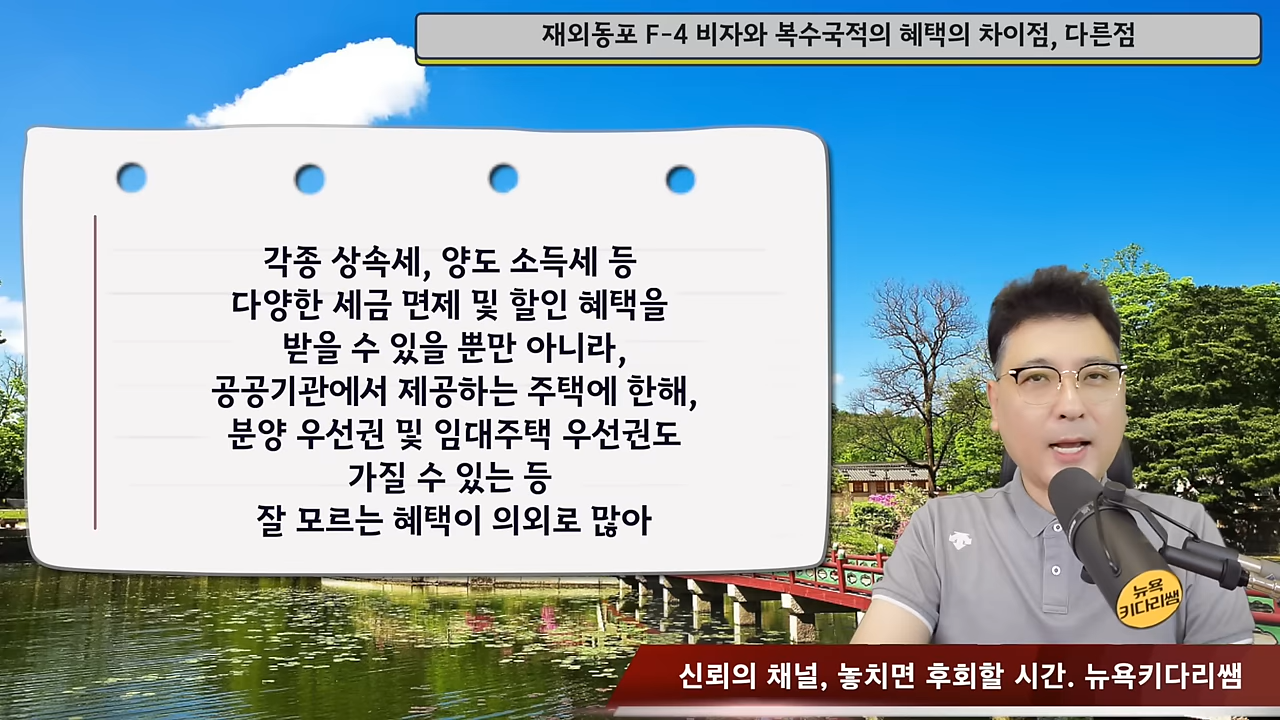 재외동포 F-4 비자와 복수국적의 혜택의 차이점, 다른점
각종 상속세, 양도 소득세 등
다양한 세금 면제 및 할인 혜택을
받을 수 있을 뿐만 아니라,
공공기관에서 제공하는 주택에 한해,
분양 우선권 및 임대주택 우선권도
가질 수 있는 등
잘 모르는 혜택이 의외로 많아
뉴욕
키다리쌤
신뢰의 채널, 놓치면 후회할 시간. 뉴욕키다리쌤